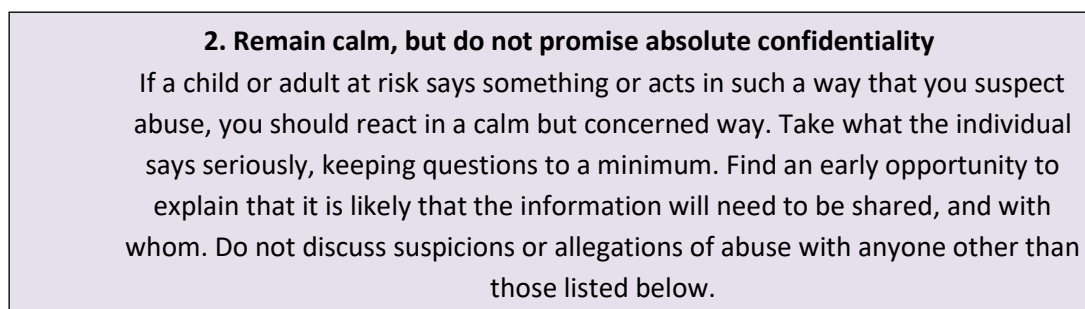 2. Remain calm, but do not promise absolute confidentiality
If a child or adult at risk says something or acts in such a way that you suspect
abuse, you should react in a calm but concerned way. Take what the individual
says seriously, keeping questions to a minimum. Find an early opportunity to
explain that it is likely that the information will need to be shared, and with
whom. Do not discuss suspicions or allegations of abuse with anyone other than
those listed below.